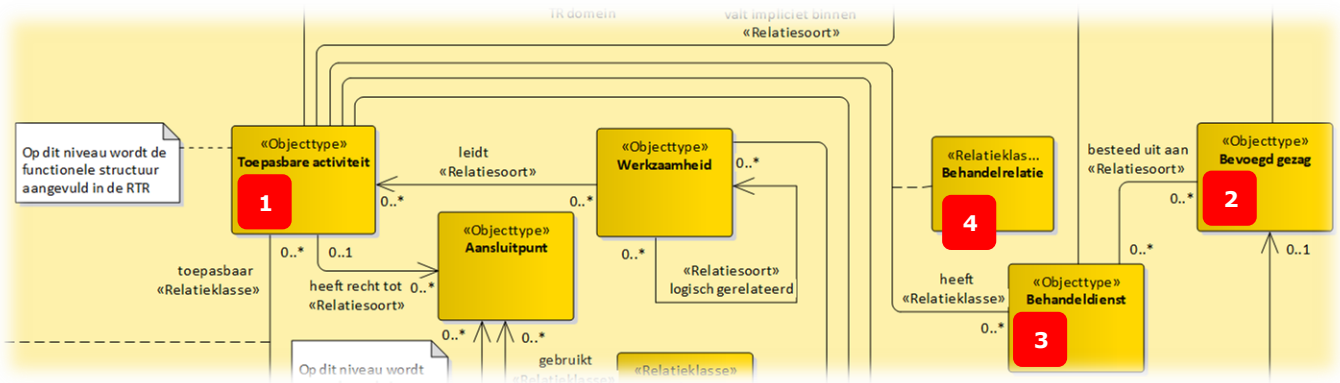 TR domein
valt impliciet binnen
«Relatiesoort»
Op dit niveau wordt de
functionele structuur
aangevuld in de RTR
«Objecttype»
Toepasbare activiteit
1
leidt
«Relatiesoort»
0..*
0..*
«Objecttype»
Werkzaamheid
0..*
0..*
«Relatiesoort»
logisch gerelateerd
«Relatieklas...
Behandelrelatie
4
besteed uit aan
«Relatiesoort»
0..*
0..*
«Objecttype»
Bevoegd gezag
2
0..1
«Objecttype»
Aansluitpunt
0..*
0..1
toepasbaar
«Relatieklasse»
heeft recht tot
«Relatiesoort»
0..*
heeft
«Relatieklasse»
0..*
«Objecttype»
Behandeldienst
3
0..*
0..*
gebruikt
«Relatieklasse»
Op dit niveau wordt
«Relatieklasse»